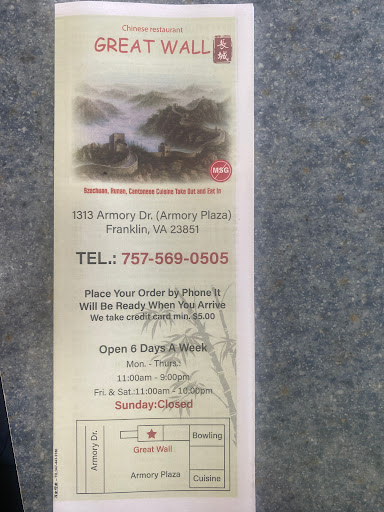 Chinese restaurant
GREAT WALL
長城
MSG
Szechuan, Hunan, Cantonese Cuisine Take Out and Eat In
1313 Armory Dr. (Armory Plaza)
Franklin, VA 23851
TEL.: 757-569-0505
Place Your Order by Phone It
Will Be Ready When You Arrive
We take credit card min. $5.00
Open 6 Days A Week
Mon. - Thurs.:
11:00am - 9:00pm
Fri. & Sat.:11:00am - 10:00pm
Sunday:Closed
Armory Dr.
Great Wall
Bowling
Armory Plaza
Cuisine